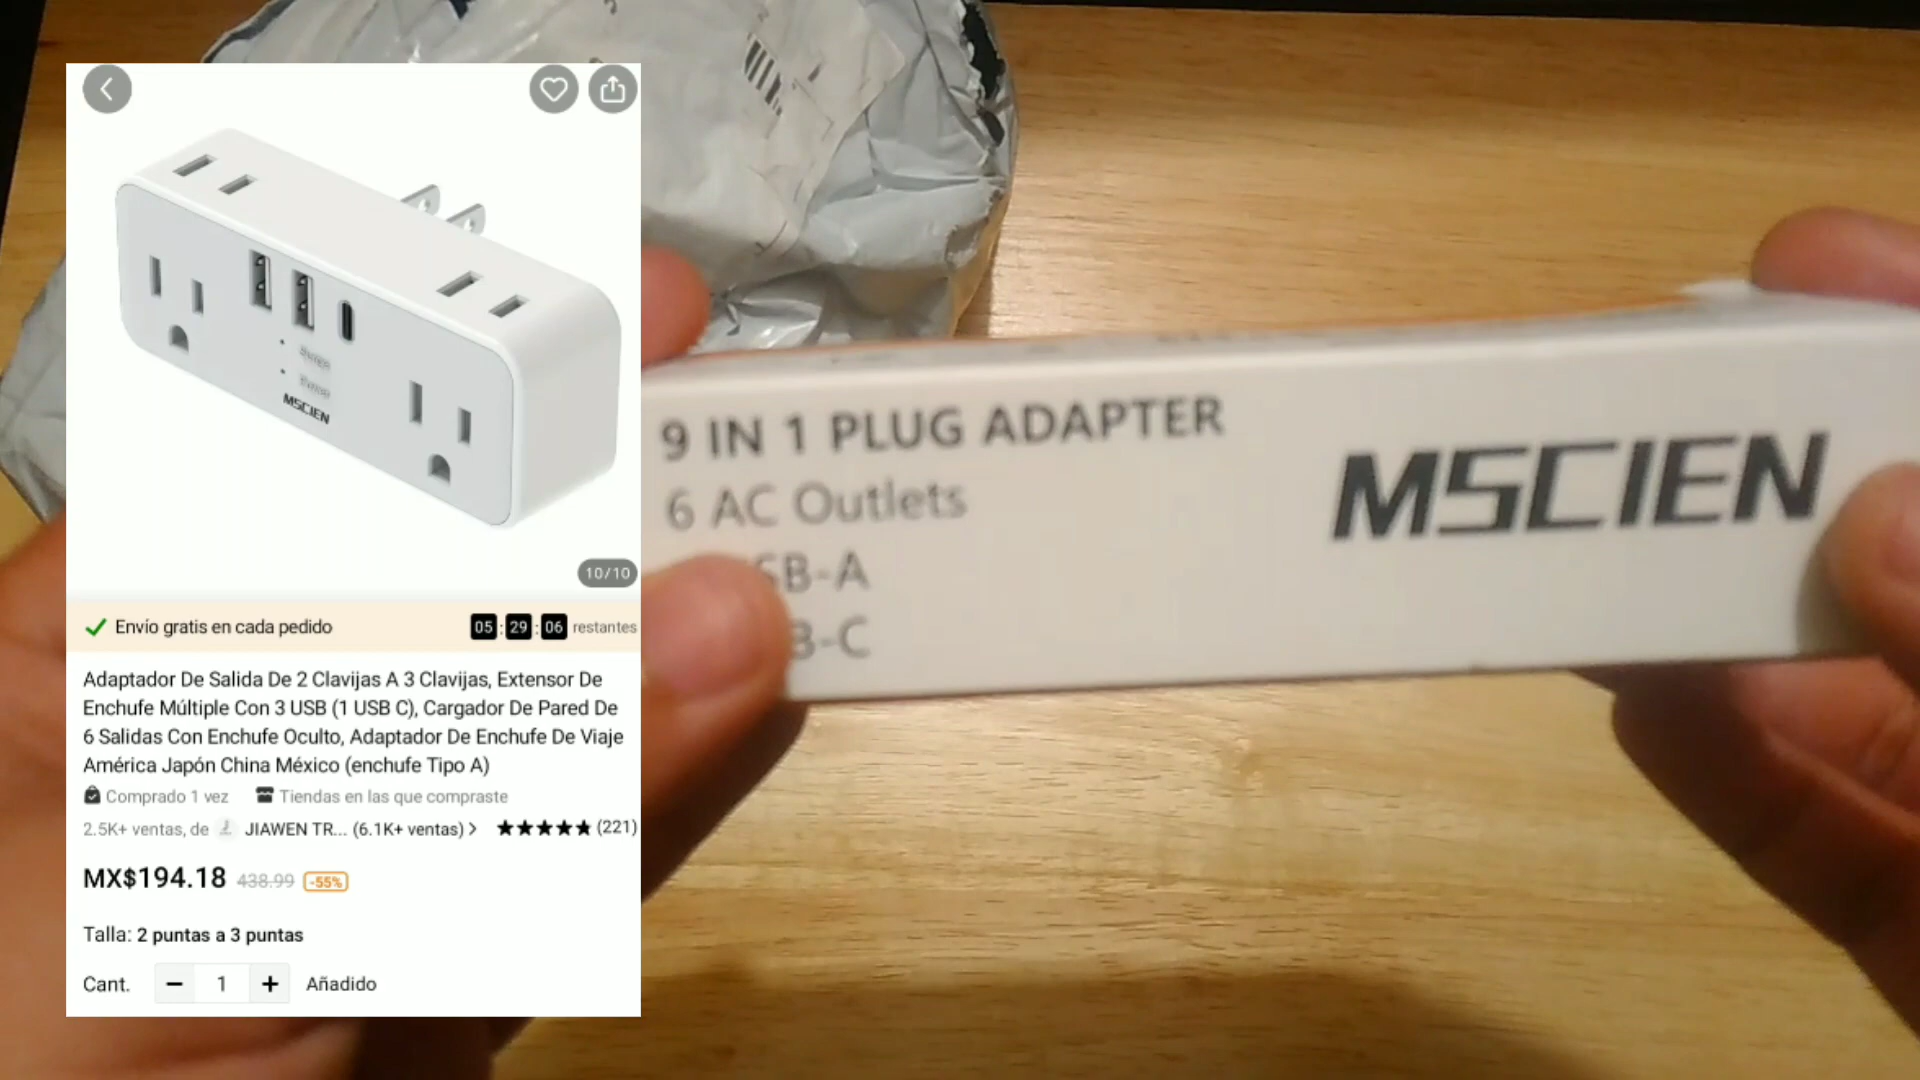 MSCIEN
10/10
Envío gratis en cada pedido
05:29:06 restantes
Adaptador De Salida De 2 Clavijas A 3 Clavijas, Extensor De
Enchufe Múltiple Con 3 USB (1 USB C), Cargador De Pared De
6 Salidas Con Enchufe Oculto, Adaptador De Enchufe De Viaje
América Japón China México (enchufe Tipo A)
Comprado 1 vez Tiendas en las que compraste
2.5K+ ventas, de JIAWEN TR... (6.1K+ ventas) (221)
MX$194.18 438.99 -55%
Talla: 2 puntas a 3 puntas
Cant. − 1 + Añadido
9 IN 1 PLUG ADAPTER
6 AC Outlets
SB-A
B-C
MSCIEN